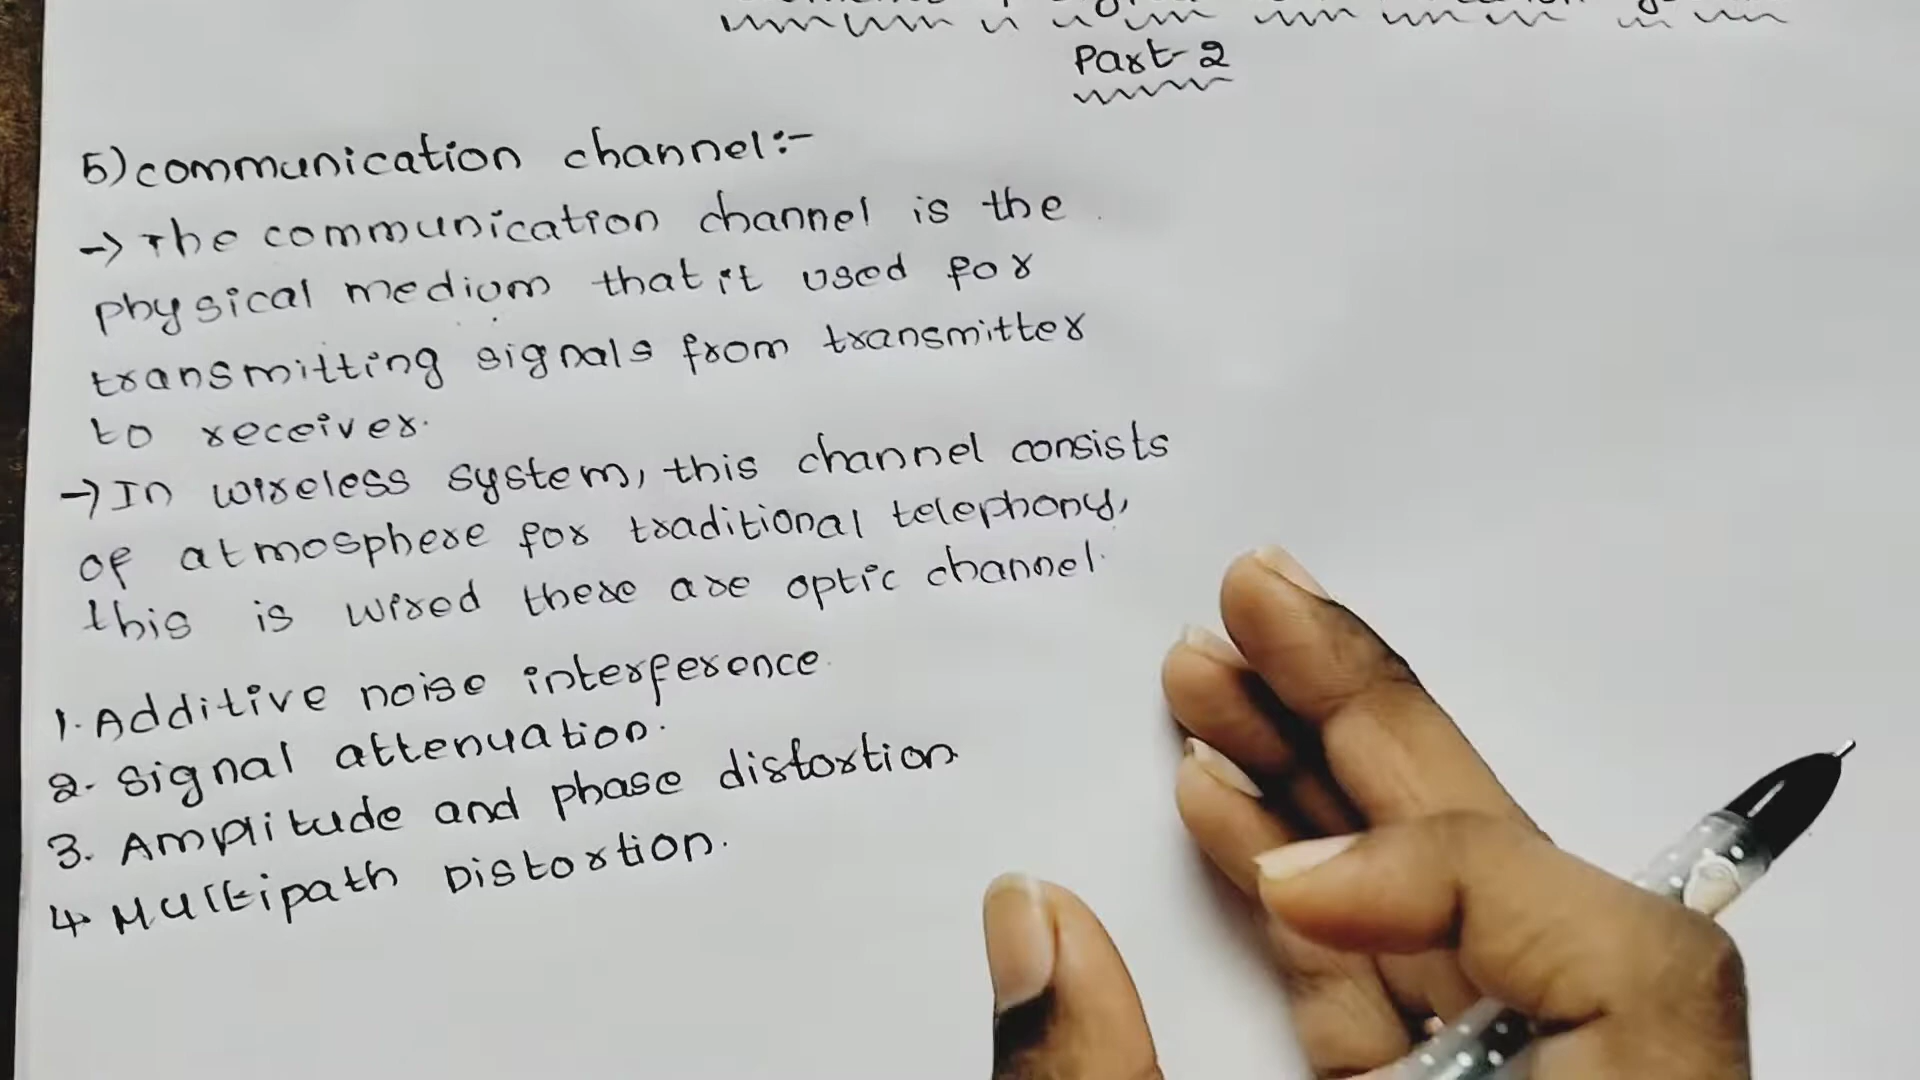 Part-2
5) communication channel:-
→ The communication channel is the
physical medium that it used for
transmitting signals from transmitter
to receiver.
→ In wireless system, this channel consists
of atmosphere for traditional telephony,
this is wired there are optic channel.
1. Additive noise interference.
2. Signal attenuation.
3. Amplitude and phase distortion
4. Multipath Distortion.